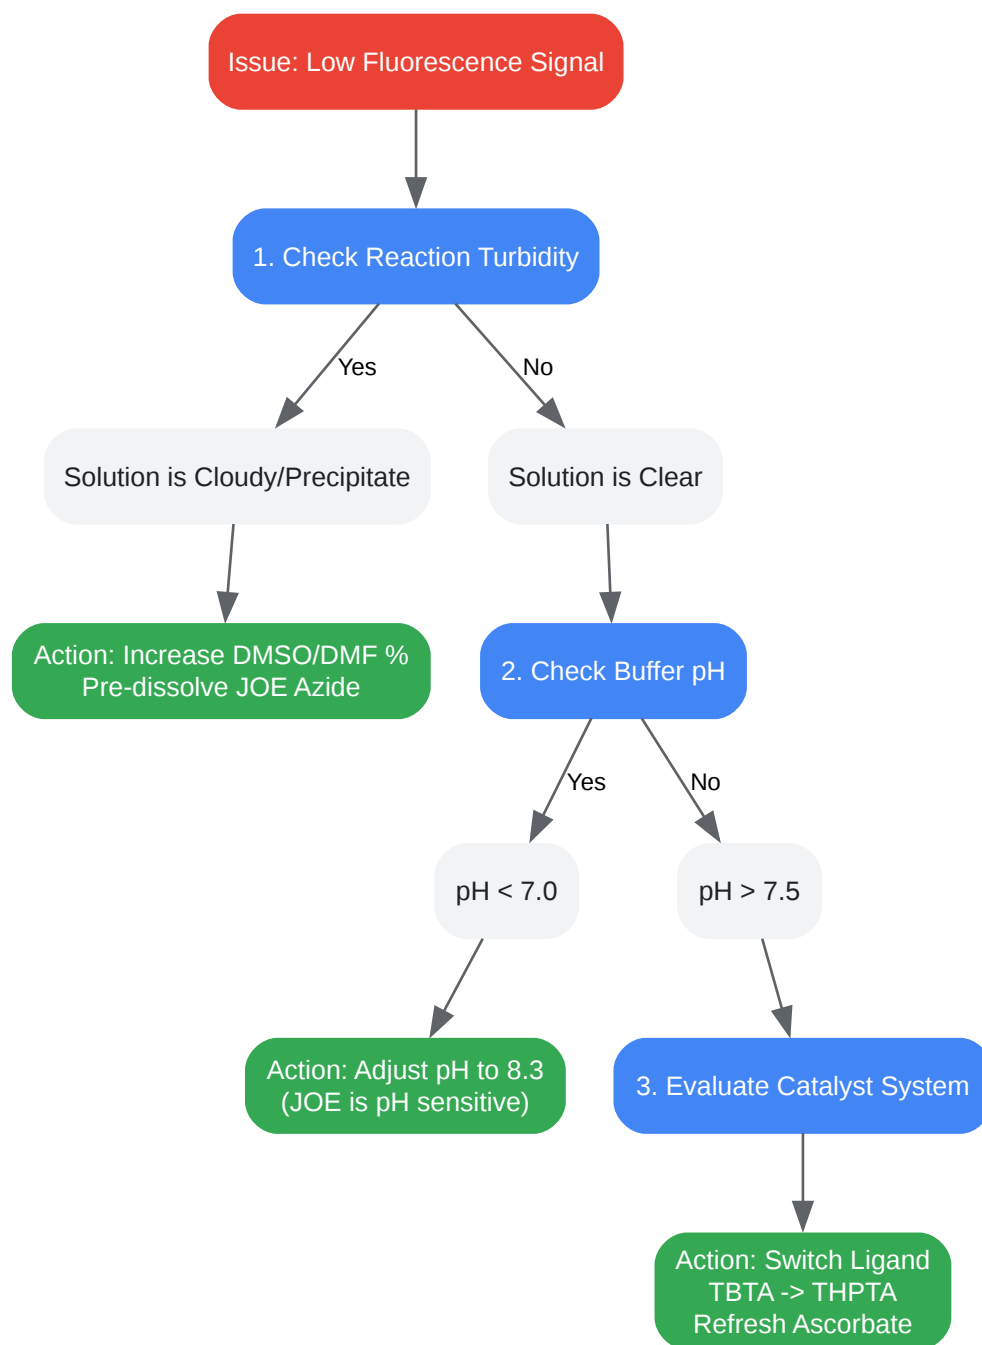 Issue: Low Fluorescence Signal
1. Check Reaction Turbidity
Yes
No
Solution is Cloudy/Precipitate
Solution is Clear
Action: Increase DMSO/DMF %
Pre-dissolve JOE Azide
2. Check Buffer pH
Yes
No
pH < 7.0
pH > 7.5
Action: Adjust pH to 8.3
(JOE is pH sensitive)
3. Evaluate Catalyst System
Action: Switch Ligand
TBTA -> THPTA
Refresh Ascorbate